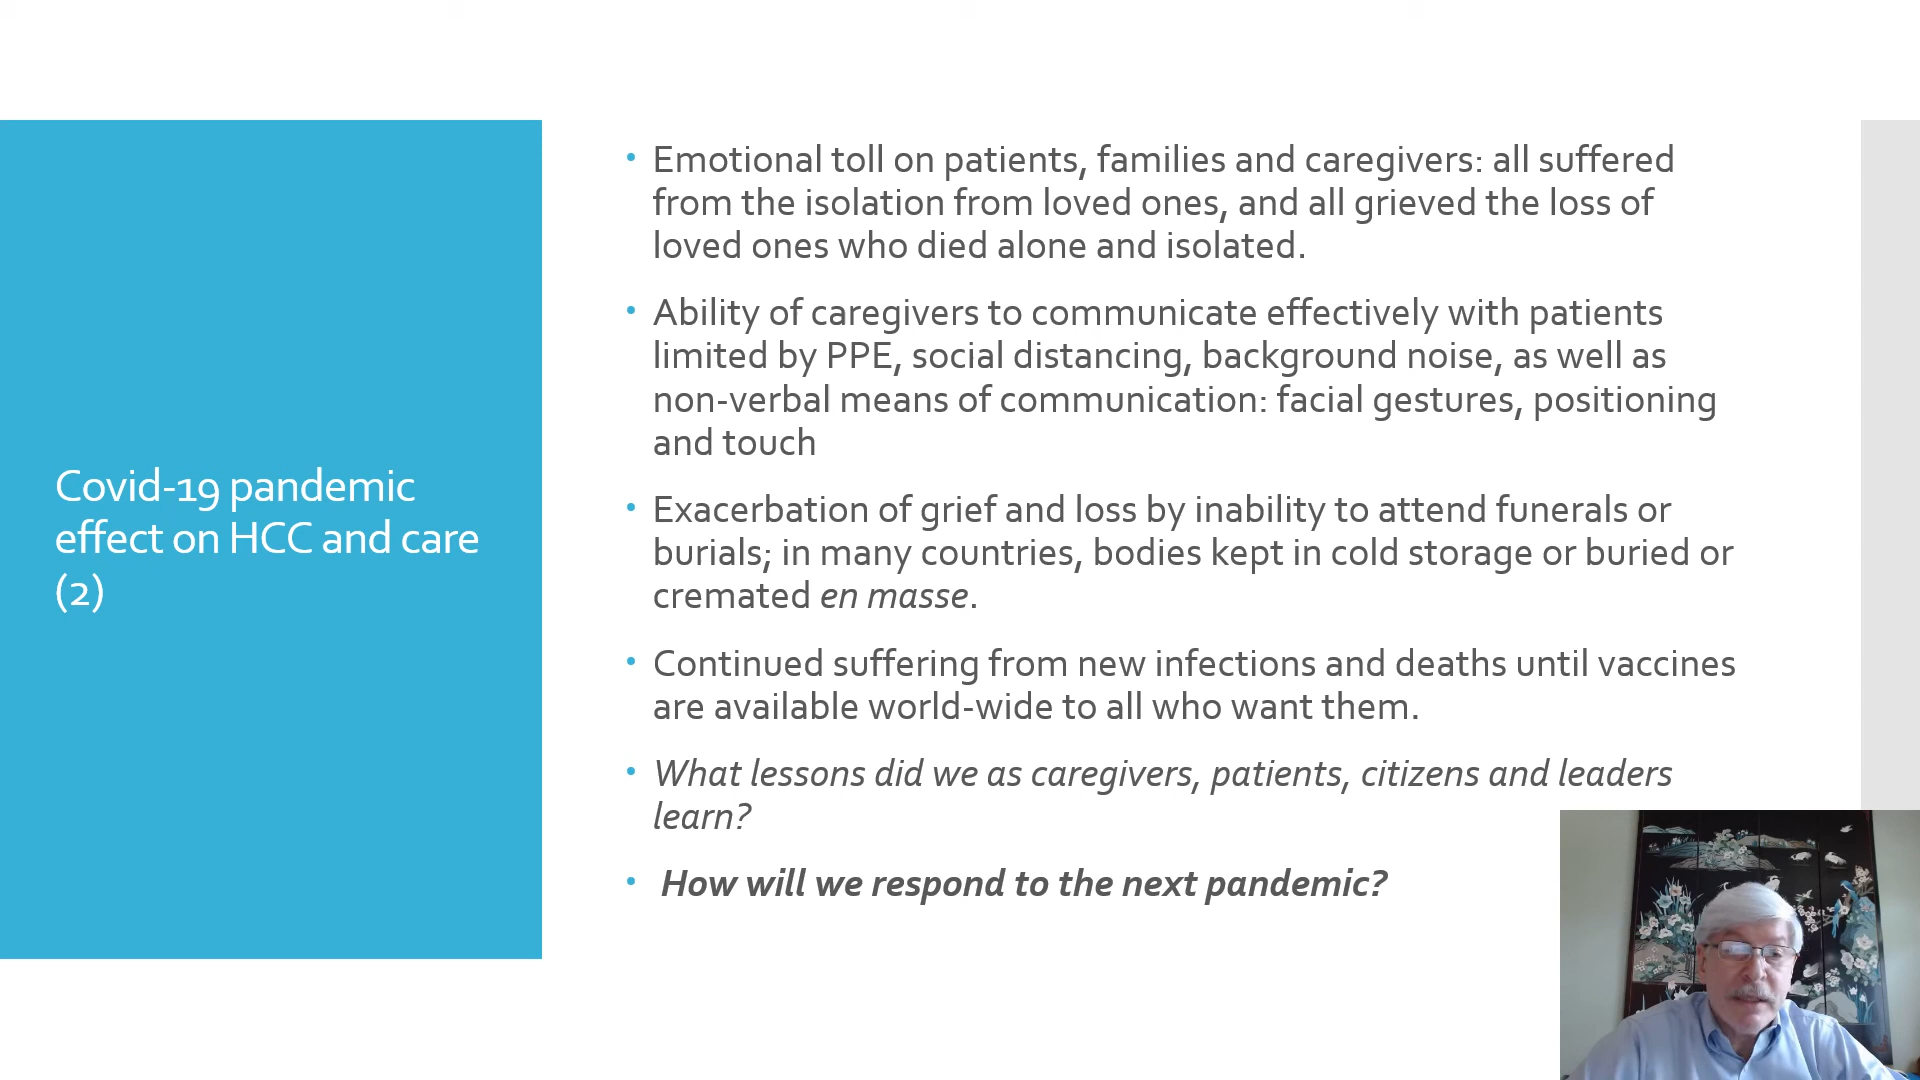 Covid-19 pandemic
effect on HCC and care
(2)
• Emotional toll on patients, families and caregivers: all suffered
from the isolation from loved ones, and all grieved the loss of
loved ones who died alone and isolated.
• Ability of caregivers to communicate effectively with patients
limited by PPE, social distancing, background noise, as well as
non-verbal means of communication: facial gestures, positioning
and touch
• Exacerbation of grief and loss by inability to attend funerals or
burials; in many countries, bodies kept in cold storage or buried or
cremated en masse.
• Continued suffering from new infections and deaths until vaccines
are available world-wide to all who want them.
• What lessons did we as caregivers, patients, citizens and leaders
learn?
• How will we respond to the next pandemic?